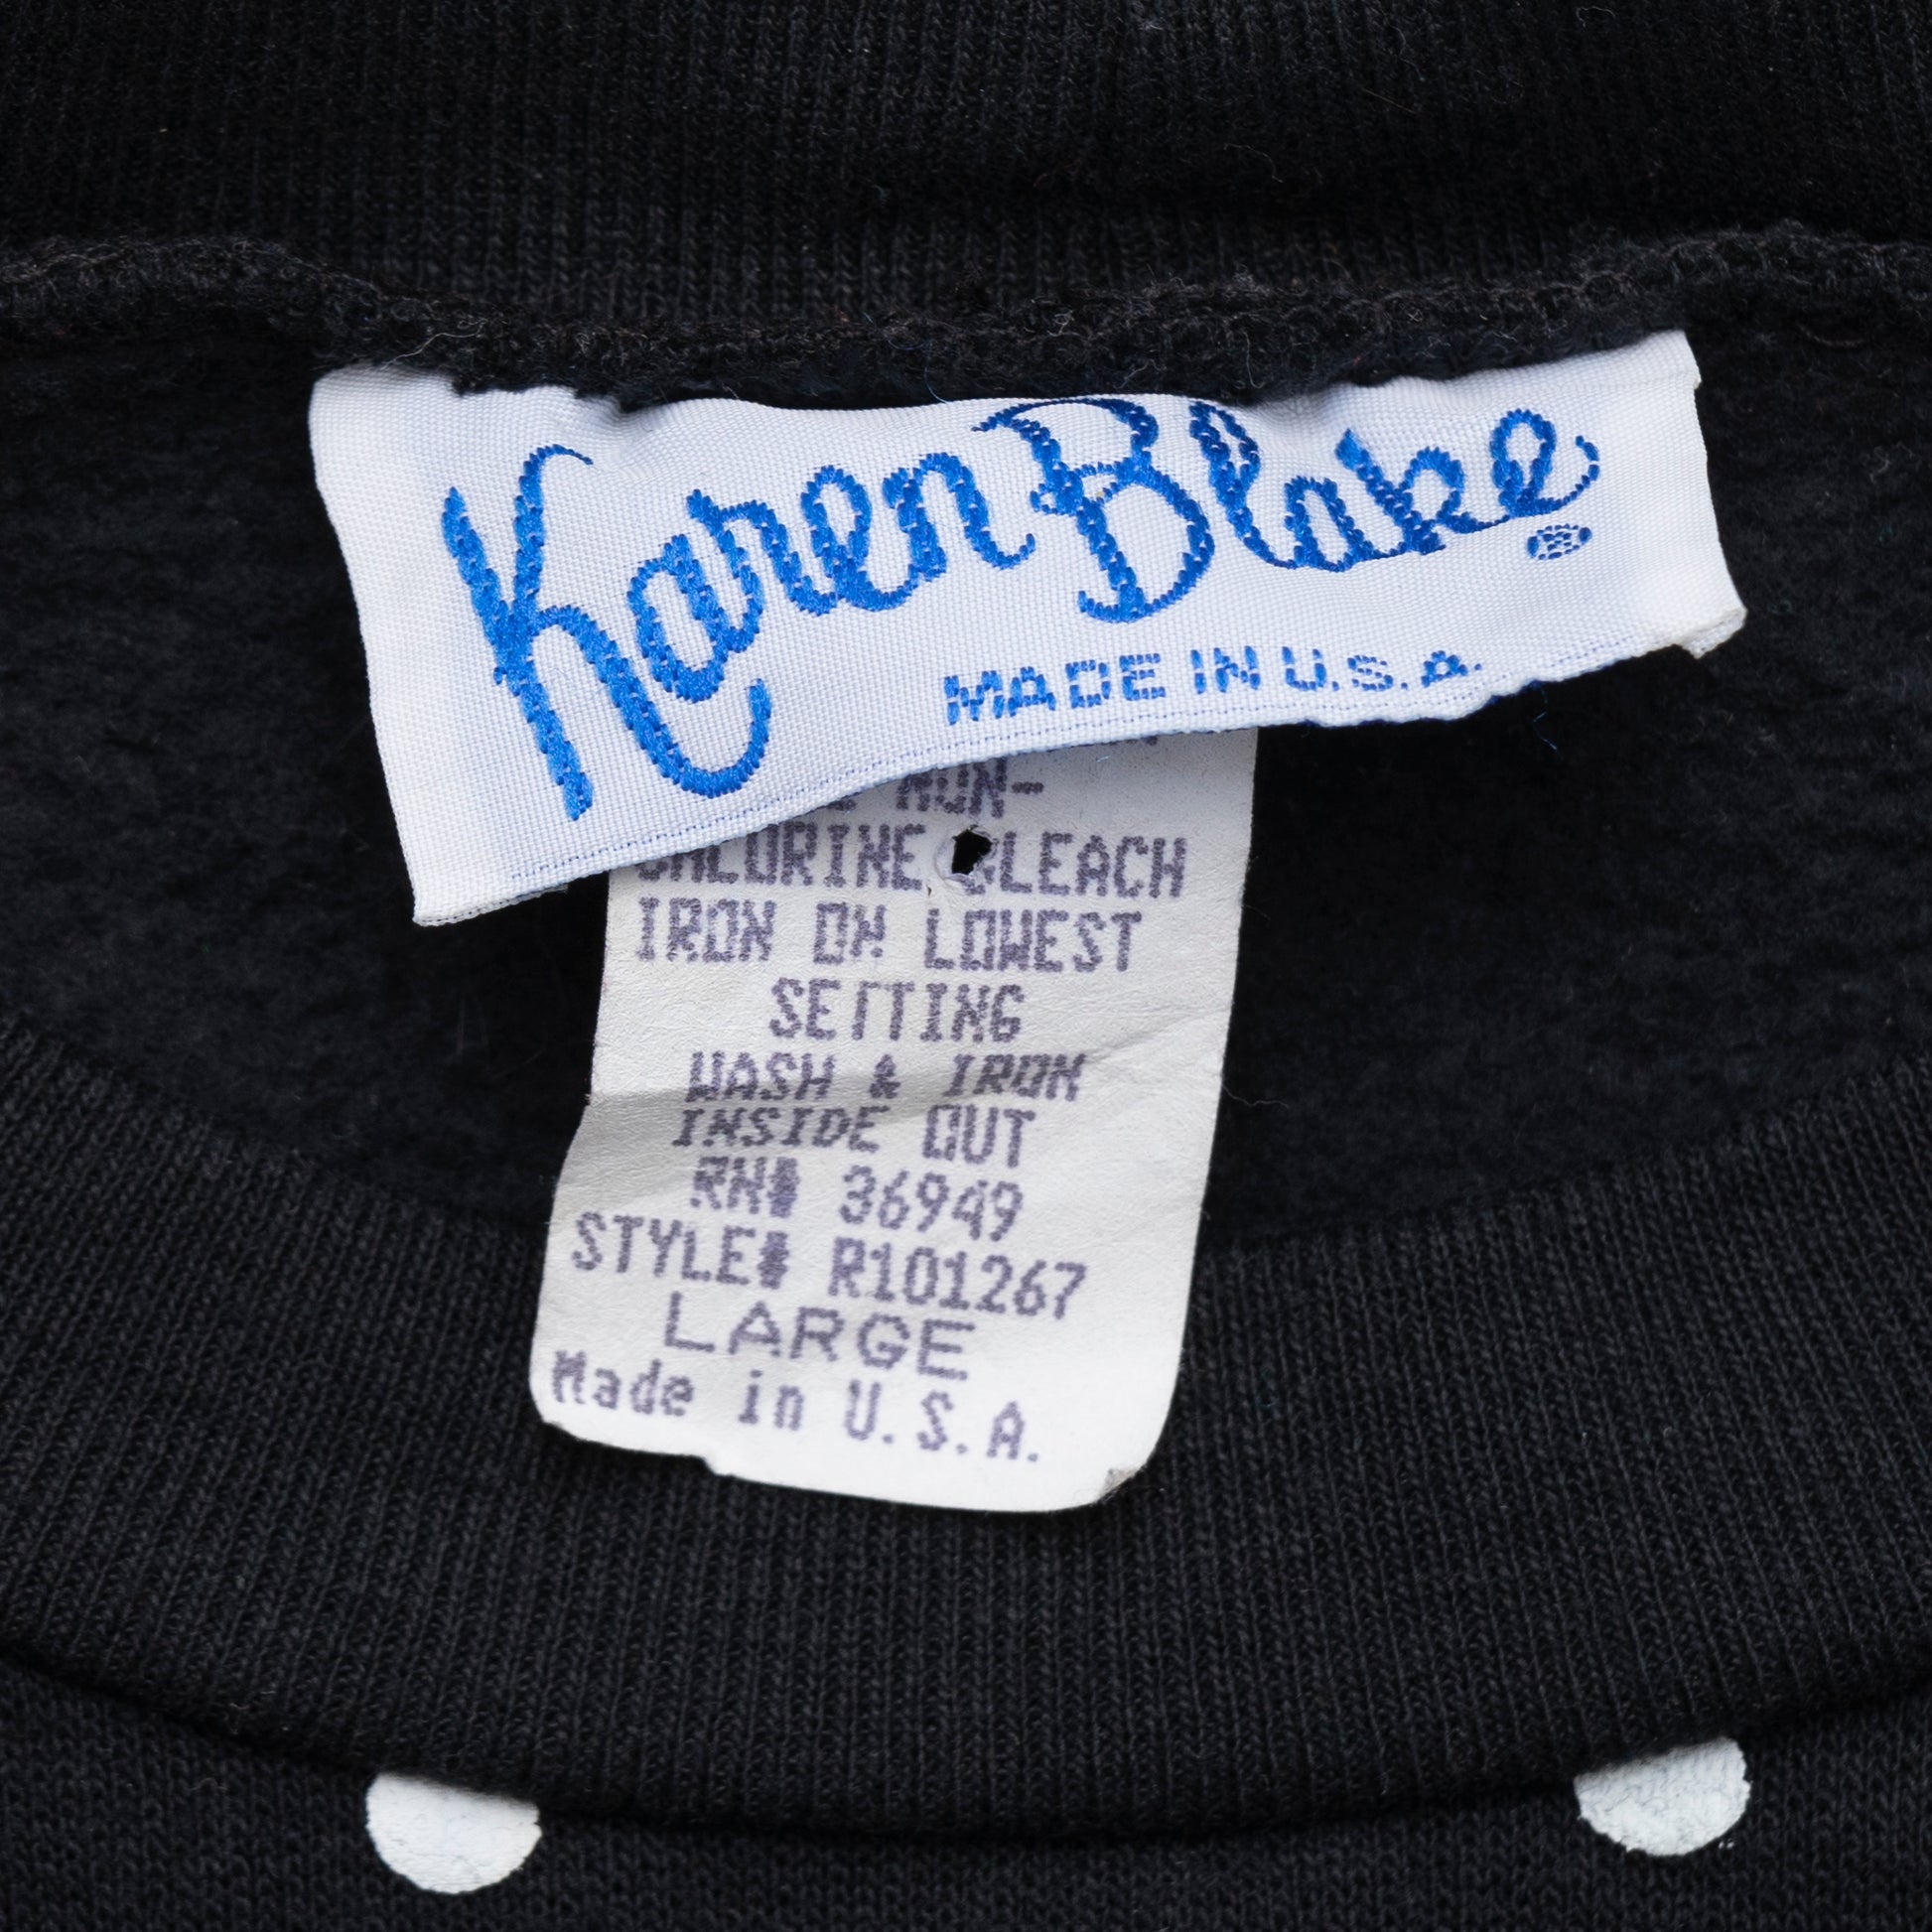 Karen Blake
MADE IN U.S.A.
NON-
CHLORINE BLEACH
IRON ON LOWEST
SETTING
WASH & IRON
INSIDE OUT
RN# 36949
STYLE# R101267
LARGE
Made in U.S.A.